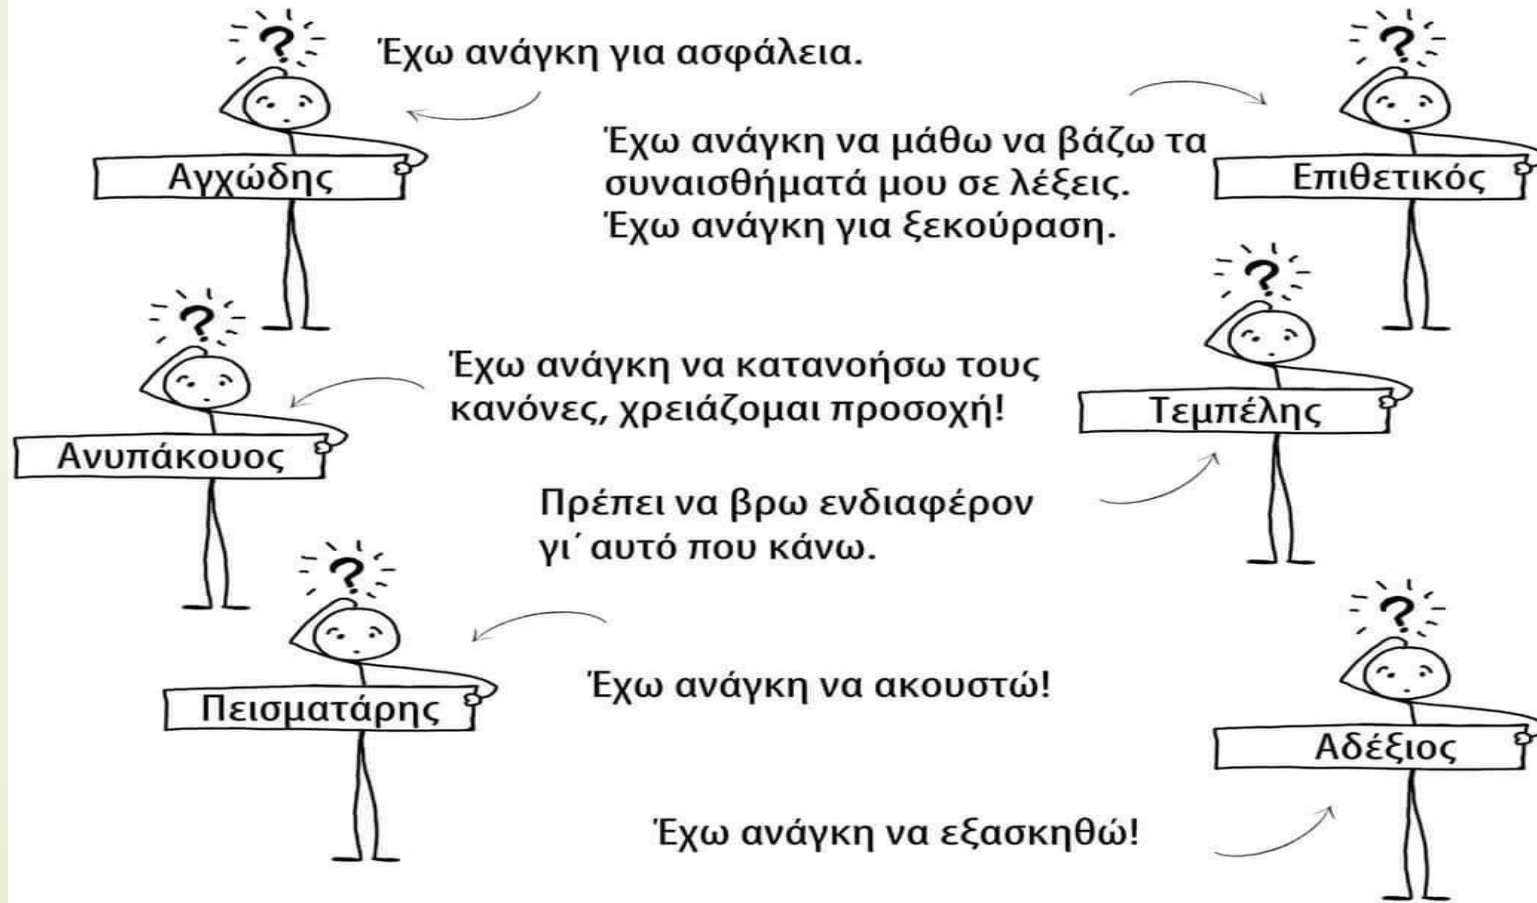 ?
Έχω ανάγκη για ασφάλεια.
Αγχώδης
?
Έχω ανάγκη να μάθω να βάζω τα
συναισθήματά μου σε λέξεις.
Έχω ανάγκη για ξεκούραση.
Επιθετικός
?
Έχω ανάγκη να κατανοήσω τους
κανόνες, χρειάζομαι προσοχή!
Ανυπάκουος
?
Τεμπέλης
Πρέπει να βρω ενδιαφέρον
γι΄ αυτό που κάνω.
?
Έχω ανάγκη να ακουστώ!
Πεισματάρης
?
Αδέξιος
Έχω ανάγκη να εξασκηθώ!